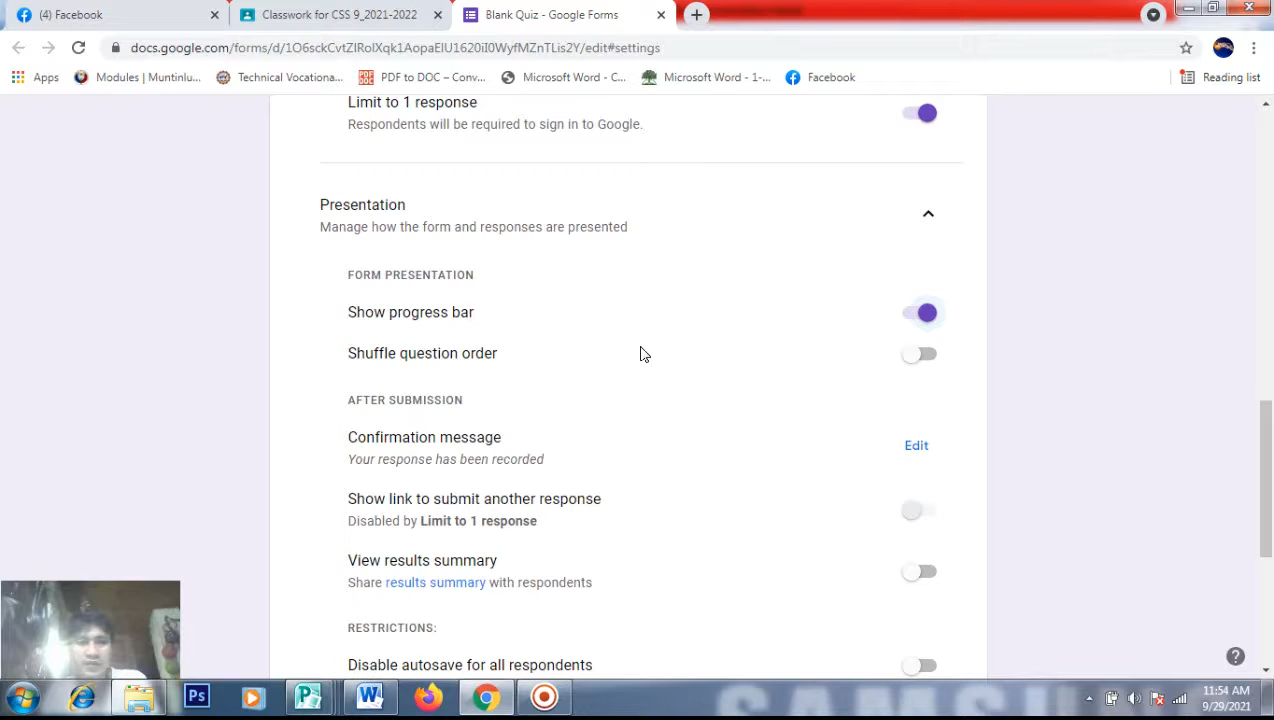 (4) Facebook
Classwork for CSS 9_2021-2022
Blank Quiz - Google Forms
docs.google.com/forms/d/1O6sckCvtZIRolXqk1AopaElU1620iI0WyfMZnTLis2Y/edit#settings
Apps
Modules | Muntinlu...
Technical Vocationa...
PDF to DOC – Conv...
Microsoft Word - C...
Microsoft Word - 1-...
Facebook
Reading list
Limit to 1 response
Respondents will be required to sign in to Google.
Presentation
Manage how the form and responses are presented
FORM PRESENTATION
Show progress bar
Shuffle question order
AFTER SUBMISSION
Confirmation message
Edit
Your response has been recorded
Show link to submit another response
Disabled by Limit to 1 response
View results summary
Share results summary with respondents
RESTRICTIONS:
Disable autosave for all respondents
11:54 AM
9/29/2021